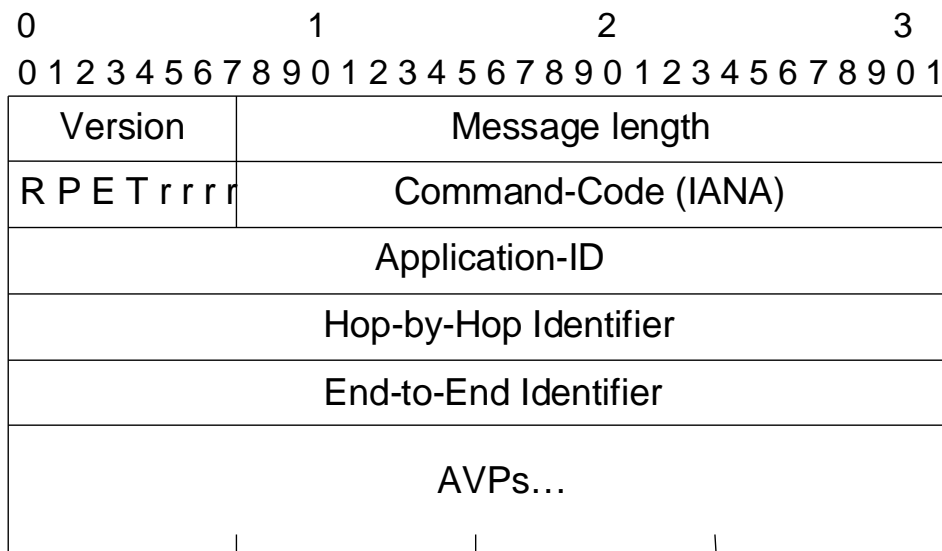 0 1 2 3
0 1 2 3 4 5 6 7 8 9 0 1 2 3 4 5 6 7 8 9 0 1 2 3 4 5 6 7 8 9 0 1
Version Message length
R P E T r r r r Command-Code (IANA)
Application-ID
Hop-by-Hop Identifier
End-to-End Identifier
AVPs…